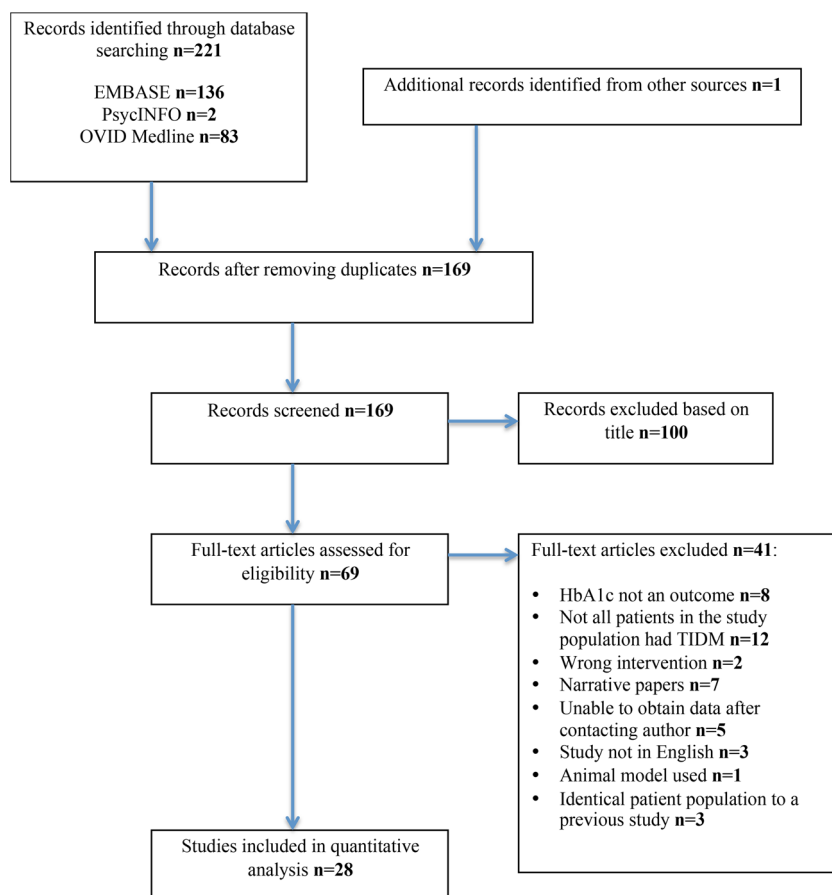 Records identified through database
searching n=221
EMBASE n=136
PsycINFO n=2
OVID Medline n=83
Additional records identified from other sources n=1
Records after removing duplicates n=169
Records screened n=169
Records excluded based on
title n=100
Full-text articles assessed for
eligibility n=69
Full-text articles excluded n=41:
• HbA1c not an outcome n=8
• Not all patients in the study
population had TIDM n=12
• Wrong intervention n=2
• Narrative papers n=7
• Unable to obtain data after
contacting author n=5
• Study not in English n=3
• Animal model used n=1
• Identical patient population to a
previous study n=3
Studies included in quantitative
analysis n=28